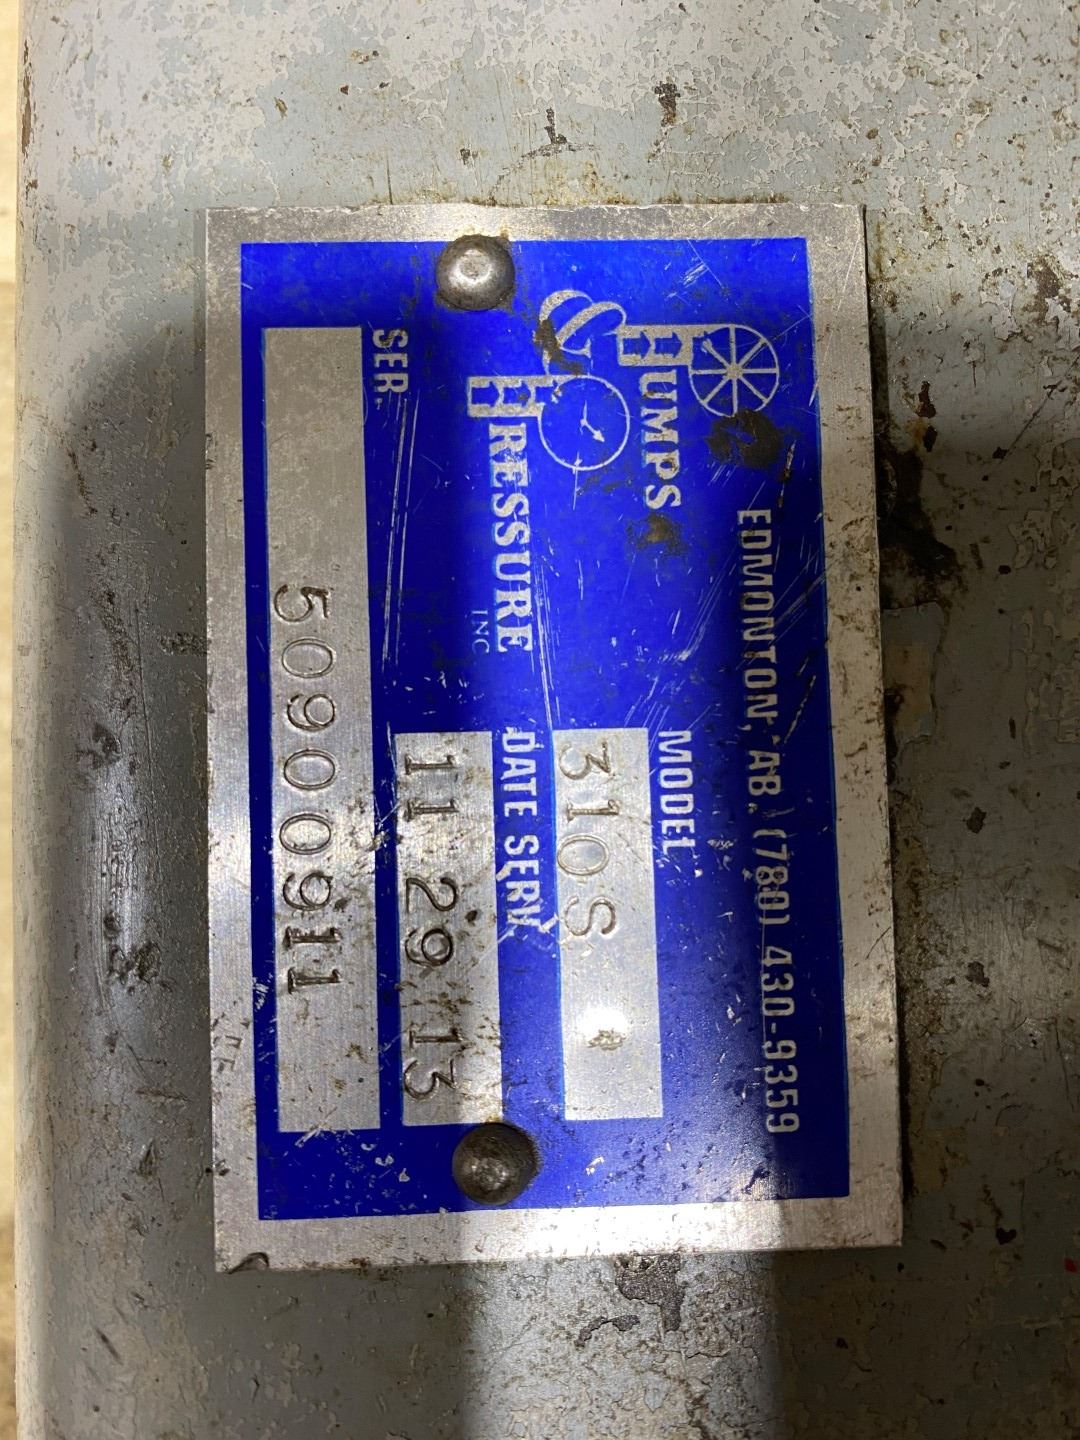 EDMONTON, AB. (780) 430-9359
PUMPS
&
PRESSURE
INC
MODEL
310S
DATE SERV.
11 29 13
SER.
50900911